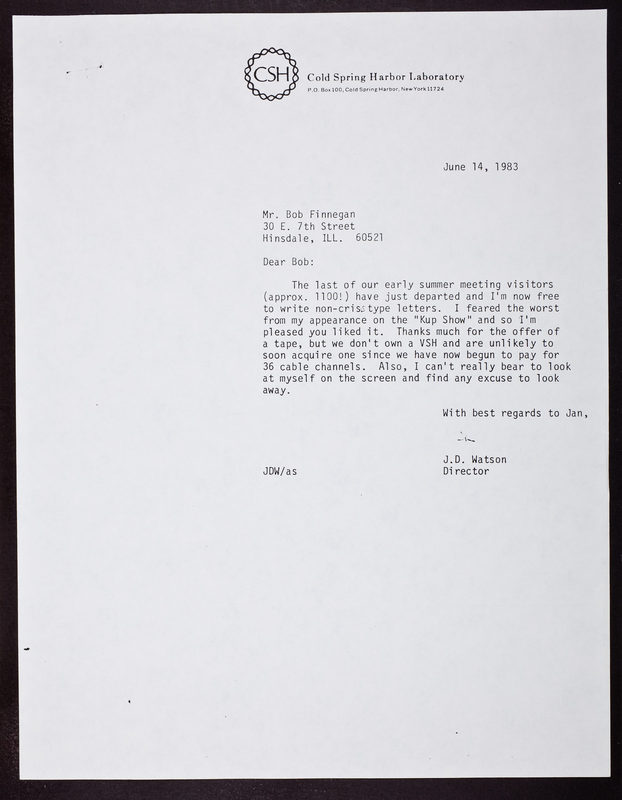 CSH
Cold Spring Harbor Laboratory
P.O. Box 100, Cold Spring Harbor, New York 11724
June 14, 1983
Mr. Bob Finnegan
30 E. 7th Street
Hinsdale, ILL. 60521
Dear Bob:
The last of our early summer meeting visitors
(approx. 1100!) have just departed and I'm now free
to write non-criss type letters. I feared the worst
from my appearance on the "Kup Show" and so I'm
pleased you liked it. Thanks much for the offer of
a tape, but we don't own a VSH and are unlikely to
soon acquire one since we have now begun to pay for
36 cable channels. Also, I can't really bear to look
at myself on the screen and find any excuse to look
away.
With best regards to Jan,
J.D. Watson
JDW/as Director